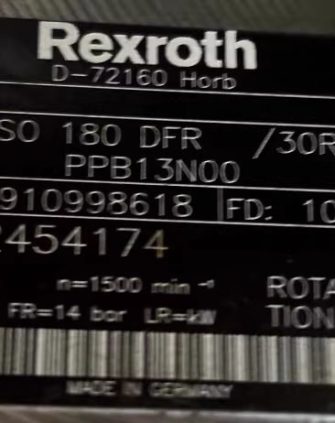 Rexroth
D-72160 Horb
SO 180 DFR /30R
PPB13N00
910998618 FD: 10
2454174
n=1500 min⁻¹ ROTA
FR=14 bar LR=kW TION
MADE IN GERMANY